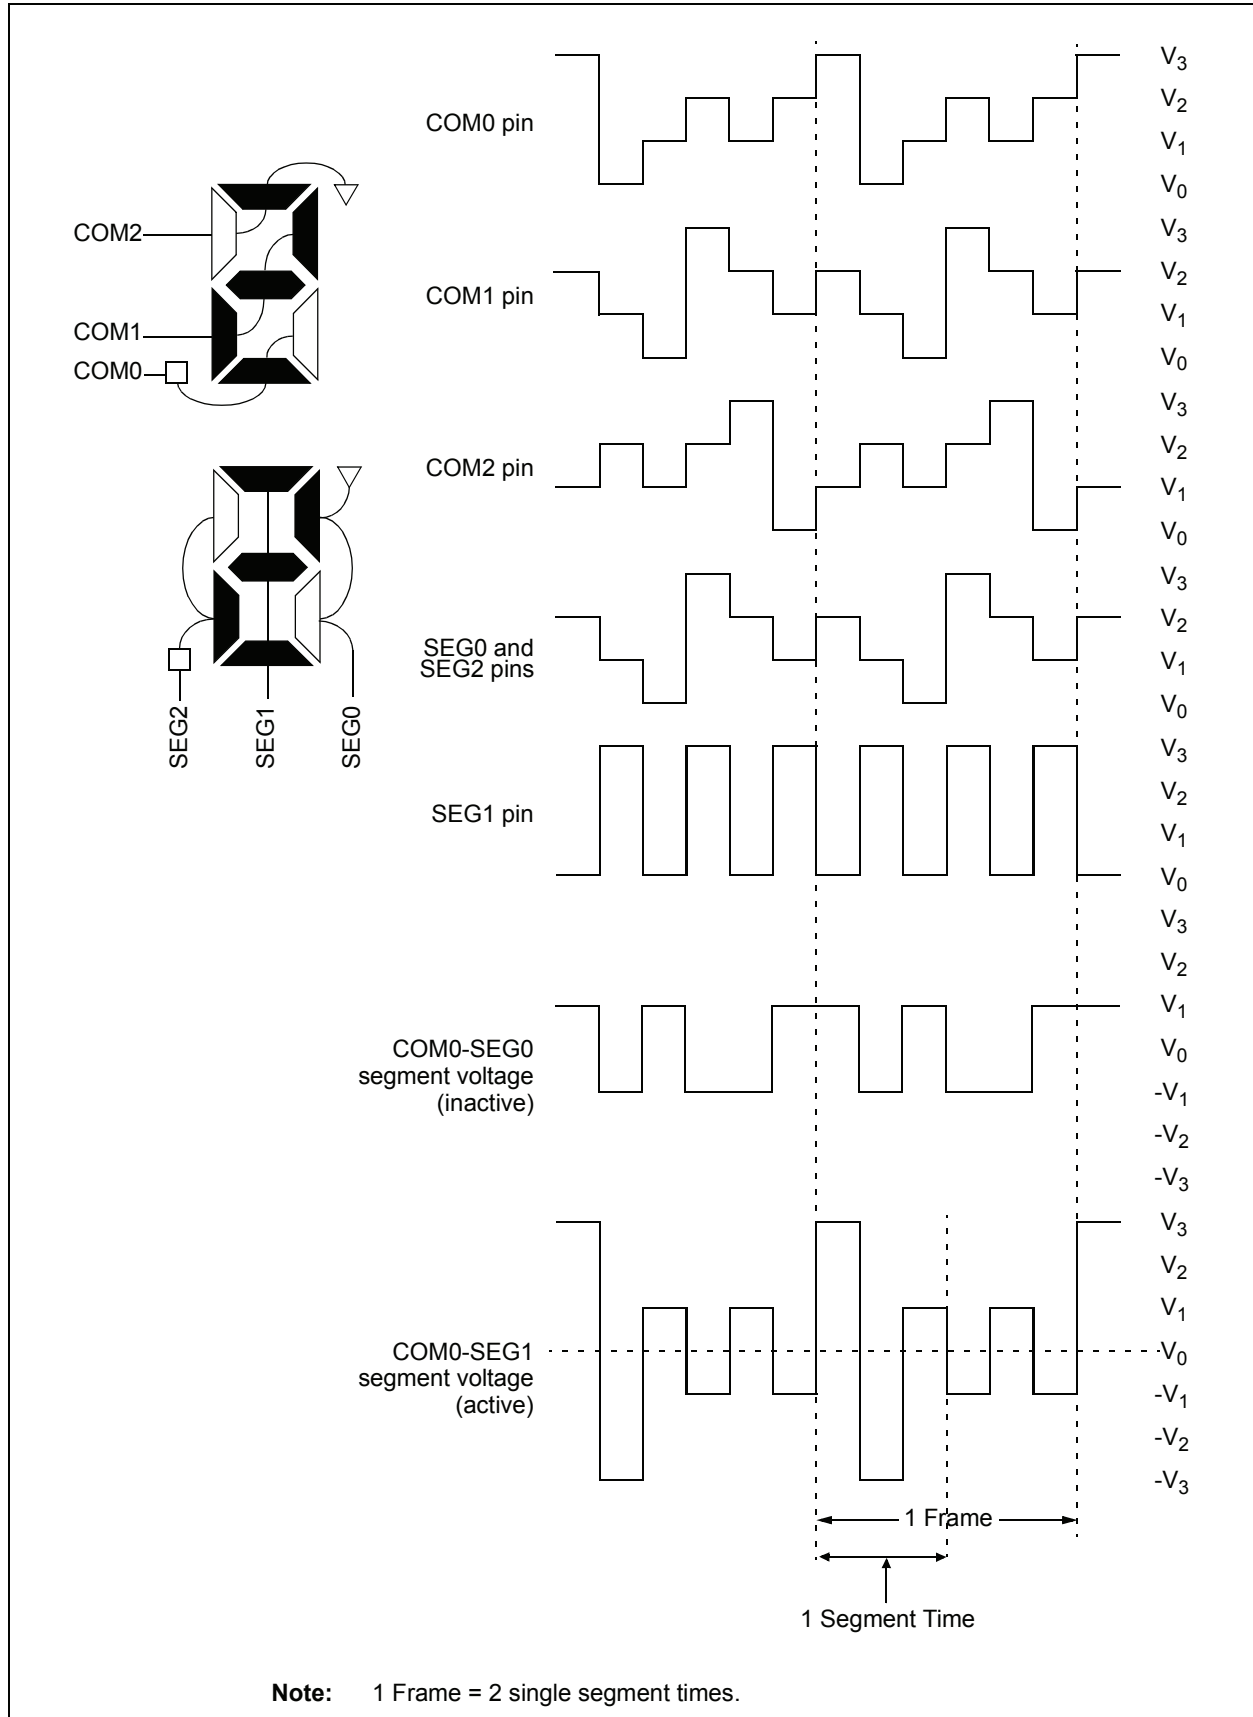 COM2
COM1
COM0
SEG2
SEG1
SEG0
COM0 pin
V3
V2
V1
V0
COM1 pin
V3
V2
V1
V0
COM2 pin
V3
V2
V1
V0
SEG0 and
SEG2 pins
V3
V2
V1
V0
SEG1 pin
V3
V2
V1
V0
COM0-SEG0
segment voltage
(inactive)
V3
V2
V1
V0
-V1
-V2
-V3
COM0-SEG1
segment voltage
(active)
V3
V2
V1
V0
-V1
-V2
-V3
1 Frame
1 Segment Time
Note: 1 Frame = 2 single segment times.